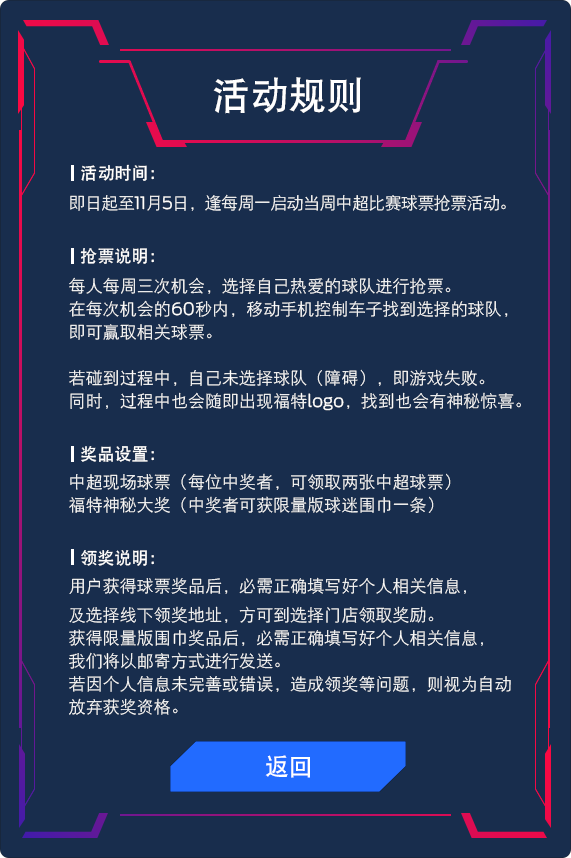 活动规则
活动时间：
即日起至11月5日，逢每周一启动当周中超比赛球票抢票活动。
抢票说明：
每人每周三次机会，选择自己热爱的球队进行抢票。
在每次机会的60秒内，移动手机控制车子找到选择的球队，
即可赢取相关球票。
若碰到过程中，自己未选择球队（障碍），即游戏失败。
同时，过程中也会随即出现福特logo，找到也会有神秘惊喜。
奖品设置：
中超现场球票（每位中奖者，可领取两张中超球票）
福特神秘大奖（中奖者可获限量版球迷围巾一条）
领奖说明：
用户获得球票奖品后，必需正确填写好个人相关信息，
及选择线下领奖地址，方可到选择门店领取奖励。
获得限量版围巾奖品后，必需正确填写好个人相关信息，
我们将以邮寄方式进行发送。
若因个人信息未完善或错误，造成领奖等问题，则视为自动
放弃获奖资格。
返回